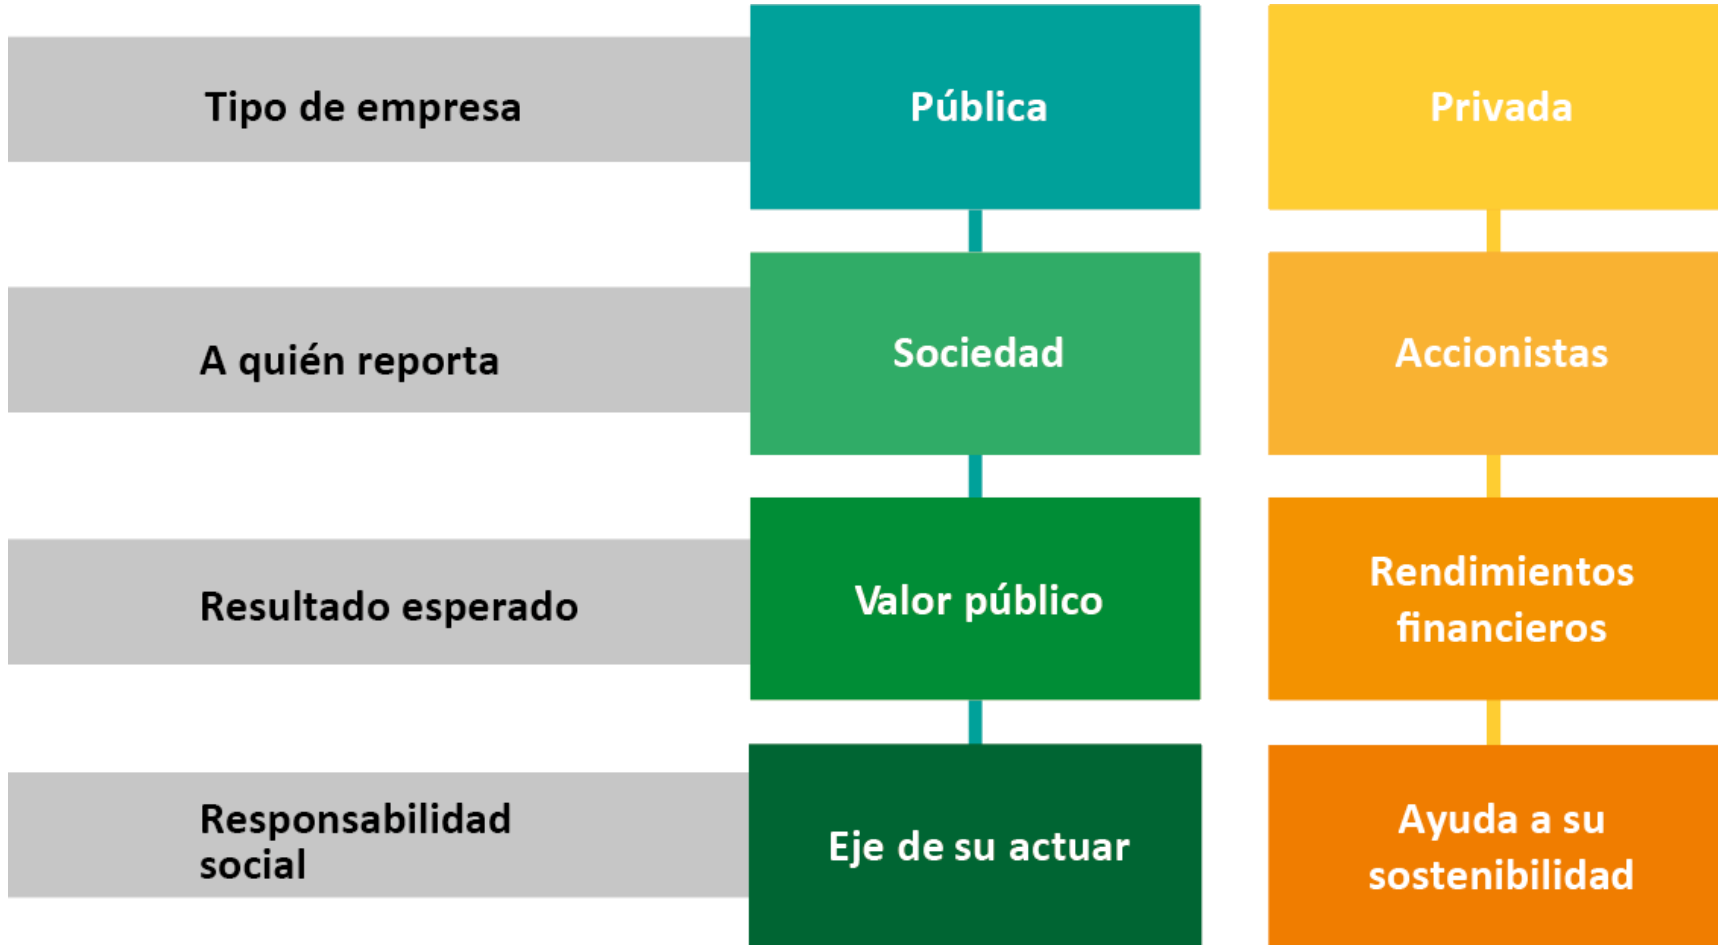 Tipo de empresa
Pública
Privada
A quién reporta
Sociedad
Accionistas
Resultado esperado
Valor público
Rendimientos
financieros
Responsabilidad
social
Eje de su actuar
Ayuda a su
sostenibilidad